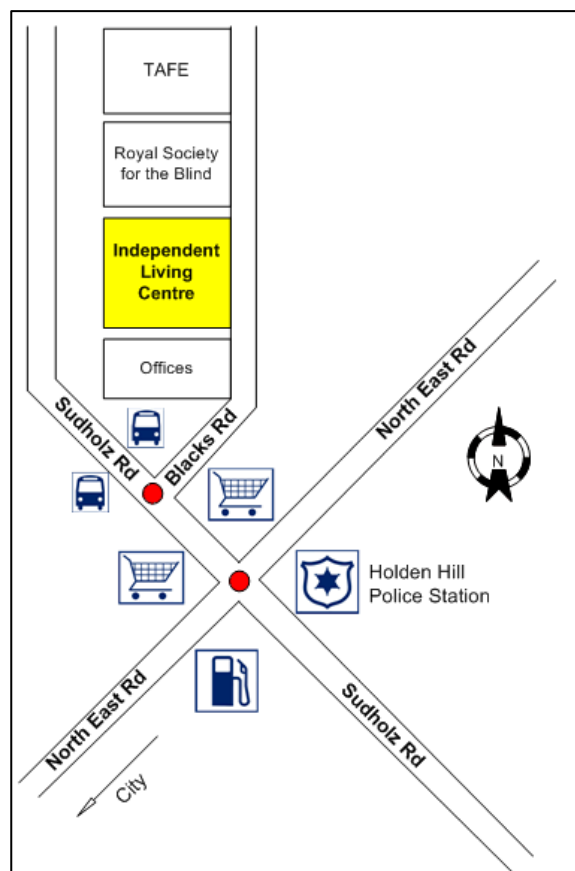 TAFE
Royal Society
for the Blind
Independent
Living
Centre
Offices
Sudholz Rd
Blacks Rd
North East Rd
N
Holden Hill
Police Station
North East Rd
Sudholz Rd
City